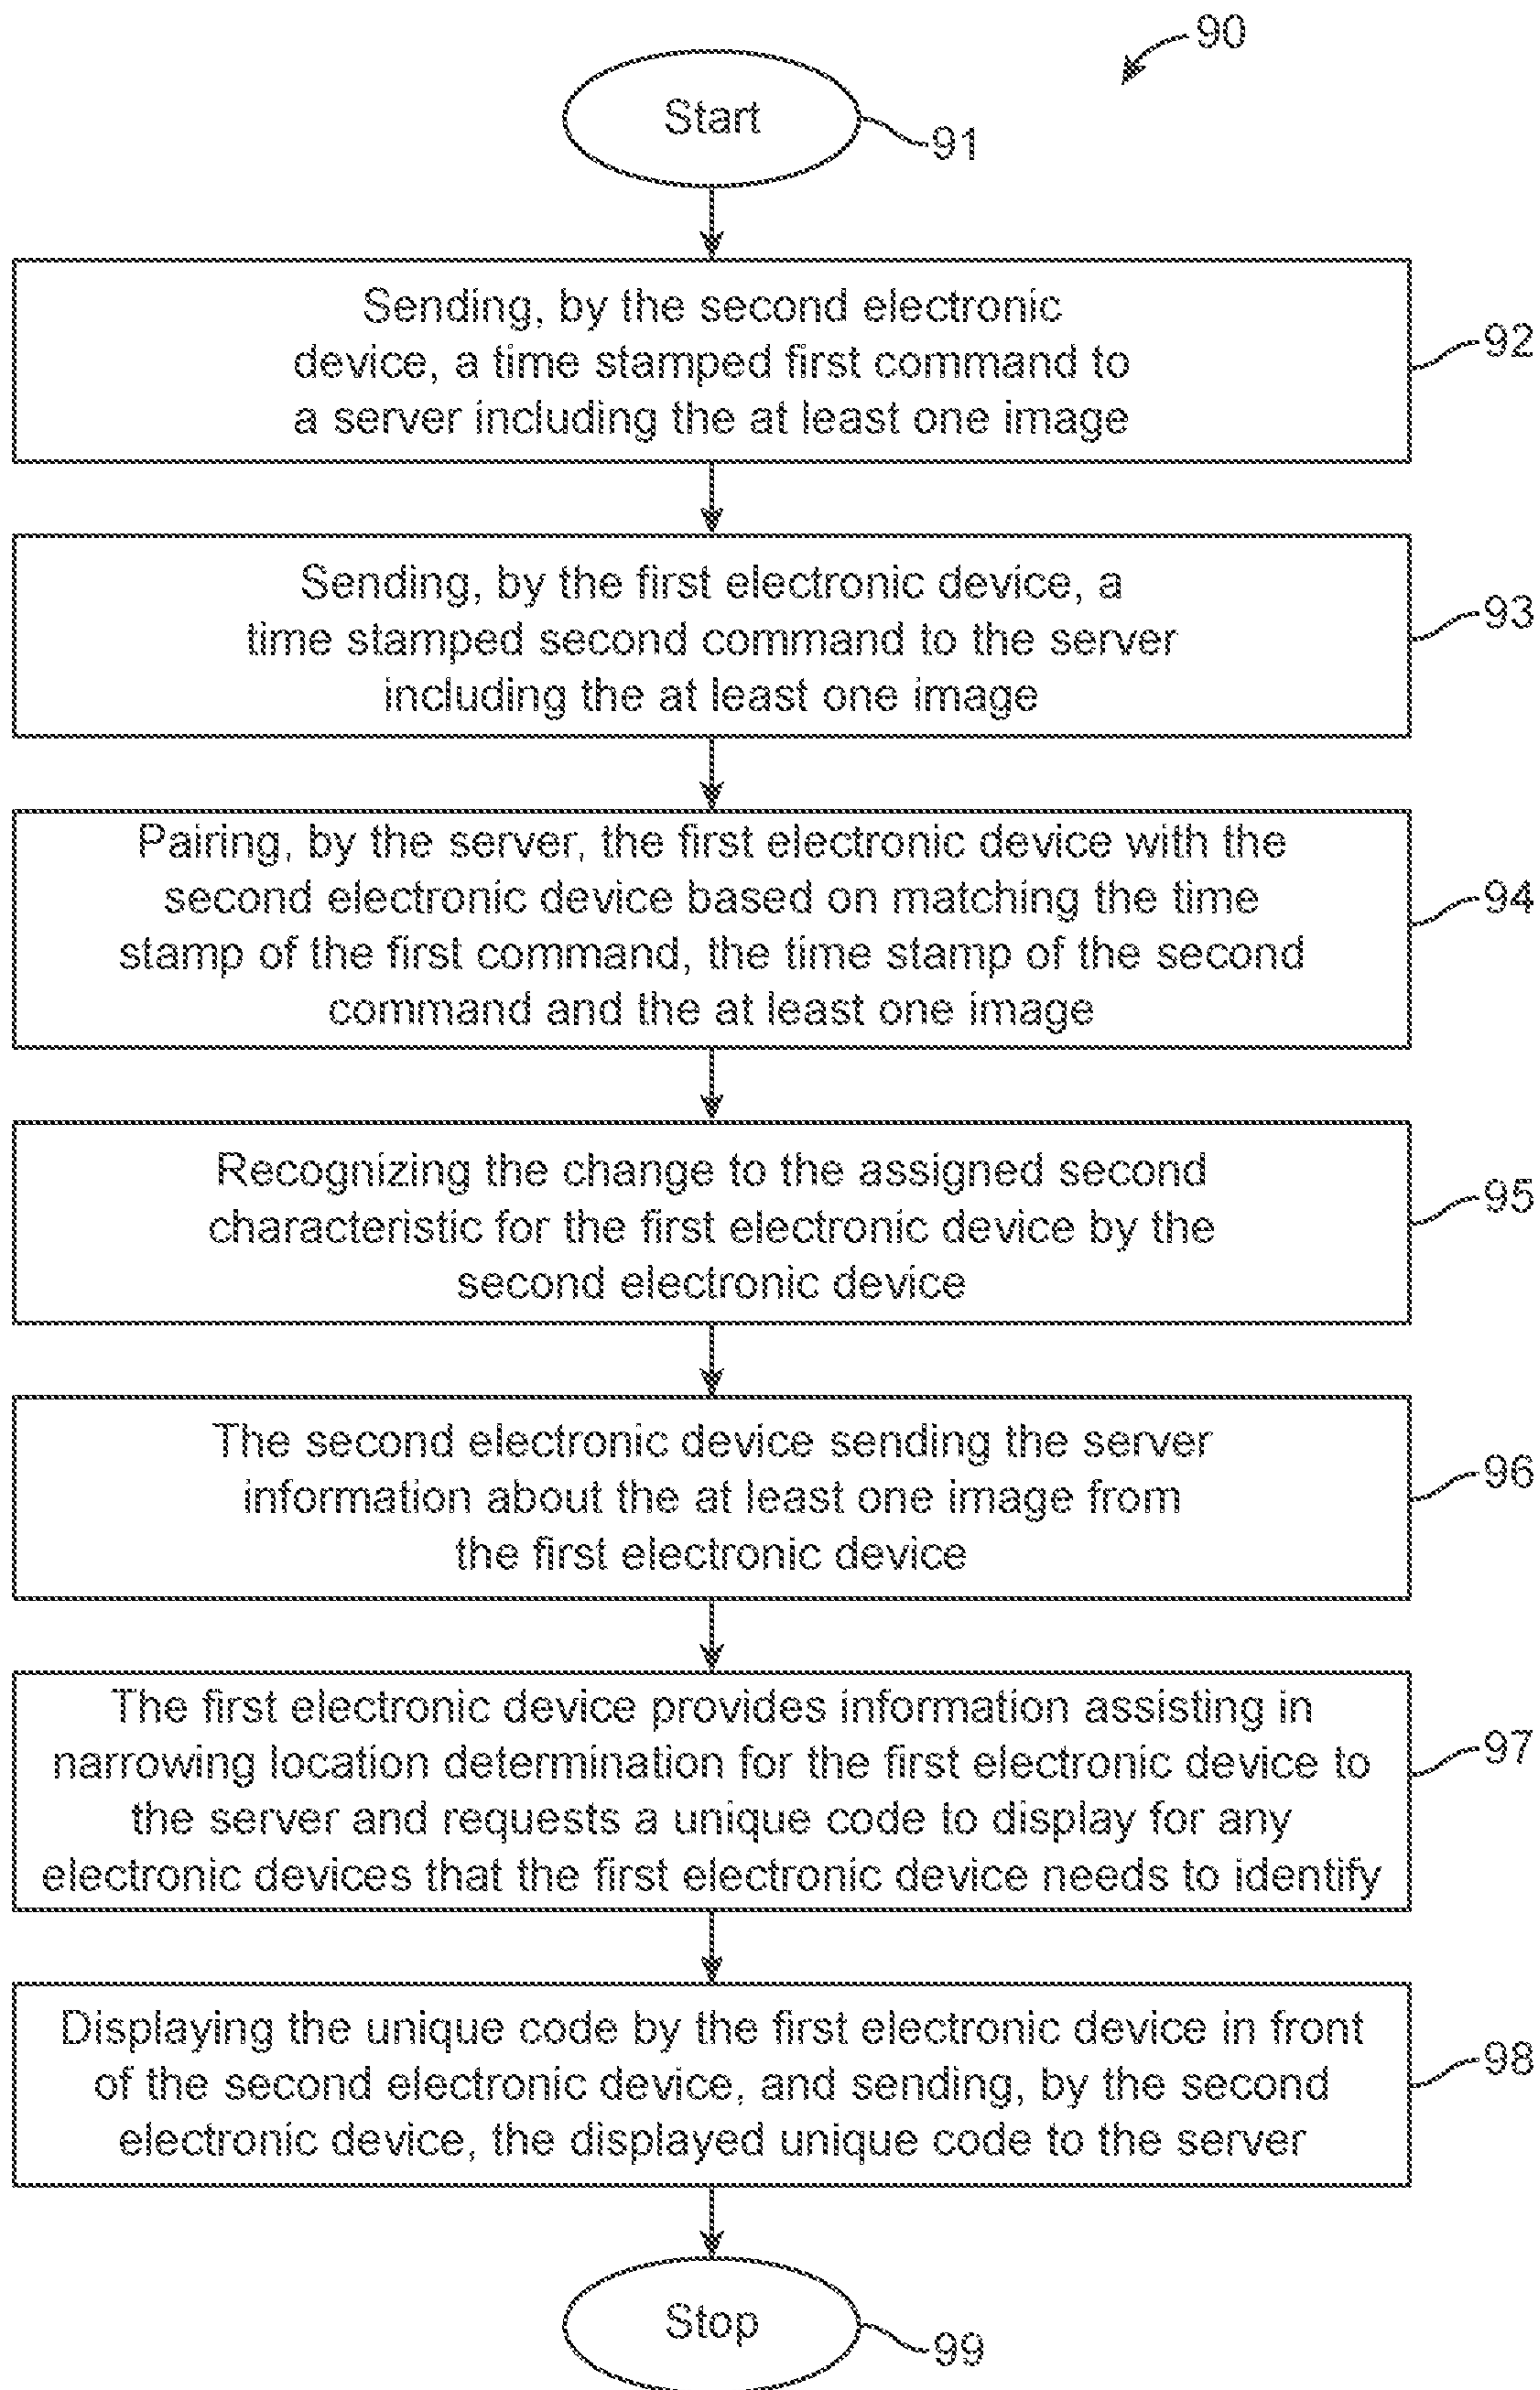 90
Start
91
Sending, by the second electronic
device, a time stamped first command to
a server including the at least one image
92
Sending, by the first electronic device, a
time stamped second command to the server
including the at least one image
93
Pairing, by the server, the first electronic device with the
second electronic device based on matching the time
stamp of the first command, the time stamp of the second
command and the at least one image
94
Recognizing the change to the assigned second
characteristic for the first electronic device by the
second electronic device
95
The second electronic device sending the server
information about the at least one image from
the first electronic device
96
The first electronic device provides information assisting in
narrowing location determination for the first electronic device to
the server and requests a unique code to display for any
electronic devices that the first electronic device needs to identify
97
Displaying the unique code by the first electronic device in front
of the second electronic device, and sending, by the second
electronic device, the displayed unique code to the server
98
Stop
99